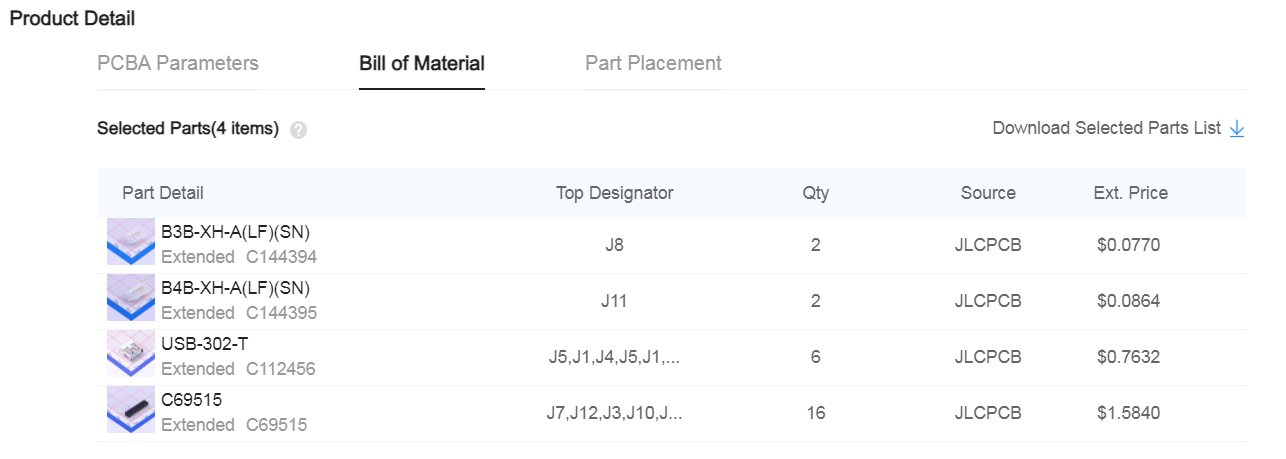 Product Detail
PCBA Parameters Bill of Material Part Placement
Selected Parts(4 items) ? Download Selected Parts List
Part Detail Top Designator Qty Source Ext. Price
B3B-XH-A(LF)(SN)
Extended C144394 J8 2 JLCPCB $0.0770
B4B-XH-A(LF)(SN)
Extended C144395 J11 2 JLCPCB $0.0864
USB-302-T
Extended C112456 J5,J1,J4,J5,J1,... 6 JLCPCB $0.7632
C69515
Extended C69515 J7,J12,J3,J10,J... 16 JLCPCB $1.5840